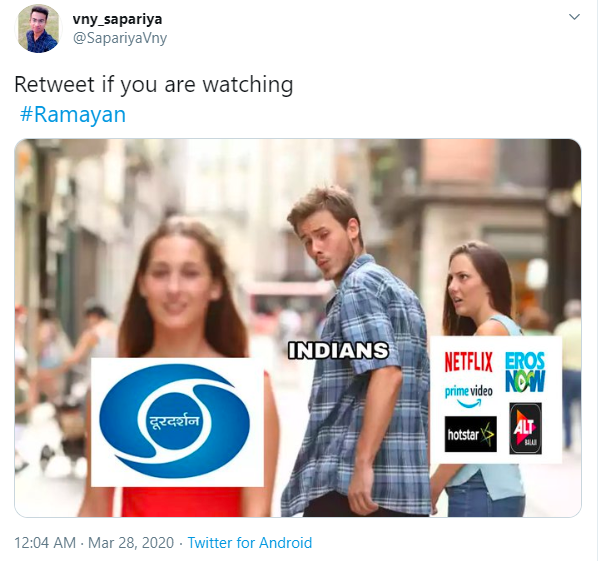 vny_sapariya
@SapariyaVny
Retweet if you are watching
#Ramayan
INDIANS
दूरदर्शन
NETFLIX
EROS
NOW
prime video
hotstar
ALT
BALAJI
12:04 AM · Mar 28, 2020 · Twitter for Android